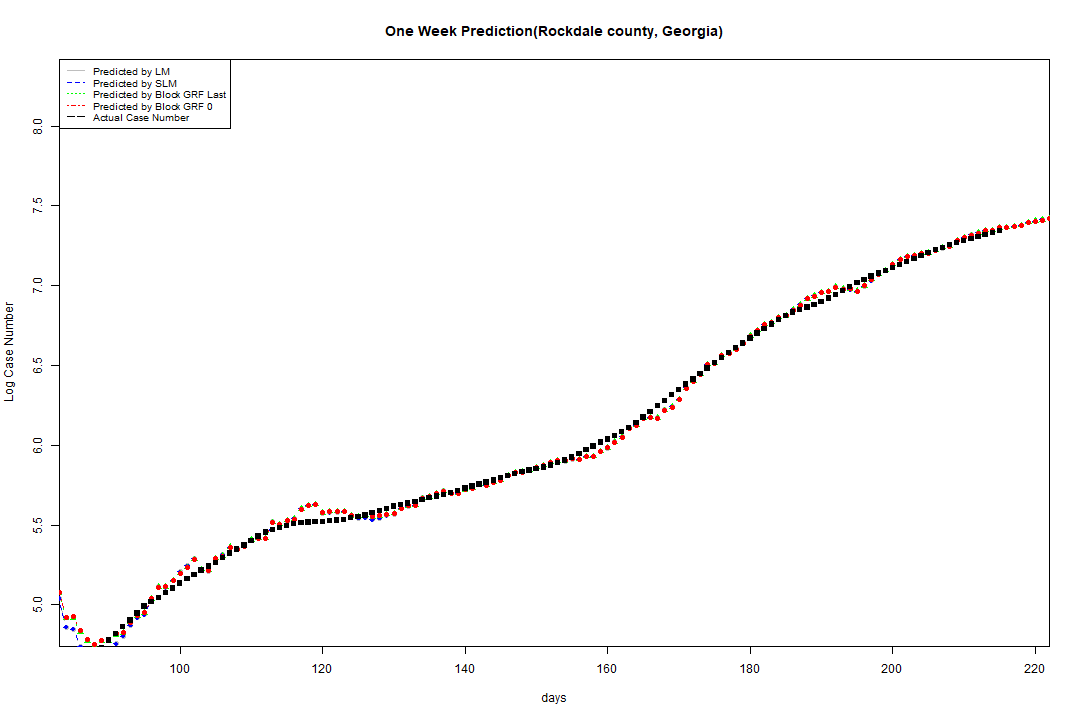 One Week Prediction(Rockdale county, Georgia)
Predicted by LM
Predicted by SLM
Predicted by Block GRF Last
Predicted by Block GRF 0
Actual Case Number
8.0
7.5
7.0
6.5
6.0
5.5
5.0
Log Case Number
100 120 140 160 180 200 220
days